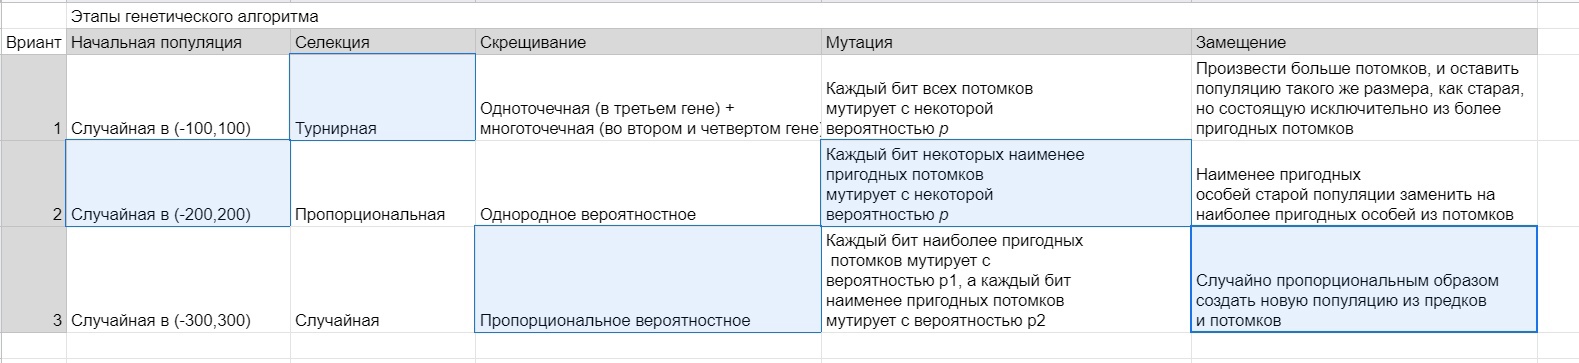 Этапы генетического алгоритма
Вриант Начальная популяция Селекция Скрещивание Мутация Замещение
1 Случайная в (-100,100)
Турнирная
Одноточечная (в третьем гене) +
многоточечная (во втором и четвертом гене)
Каждый бит всех потомков
мутирует с некоторой
вероятностью p
Произвести больше потомков, и оставить
популяцию такого же размера, как старая,
но состоящую исключительно из более
пригодных потомков
2 Случайная в (-200,200)
Пропорциональная
Однородное вероятностное
Каждый бит некоторых наименее
пригодных потомков
мутирует с некоторой
вероятностью p
Наименее пригодных
особей старой популяции заменить на
наиболее пригодных особей из потомков
3 Случайная в (-300,300)
Случайная
Пропорциональное вероятностное
Каждый бит наиболее пригодных
потомков мутирует с
вероятностью p1, а каждый бит
наименее пригодных потомков
мутирует с вероятностью p2
Случайно пропорциональным образом
создать новую популяцию из предков
и потомков